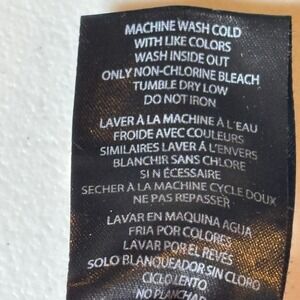 MACHINE WASH COLD
WITH LIKE COLORS
WASH INSIDE OUT
ONLY NON-CHLORINE BLEACH
TUMBLE DRY LOW
DO NOT IRON
LAVER À LA MACHINE À L'EAU
FROIDE AVEC COULEURS
SIMILAIRES LAVER À L'ENVERS
BLANCHIR SANS CHLORE
SI NÉCESSAIRE
SECHER À LA MACHINE CYCLE DOUX
NE PAS REPASSER
LAVAR EN MAQUINA AGUA
FRIA POR COLORES
LAVAR POR EL REVES
SOLO BLANQUEADOR SIN CLORO
CICLO LENTO
NO PLANCHAR